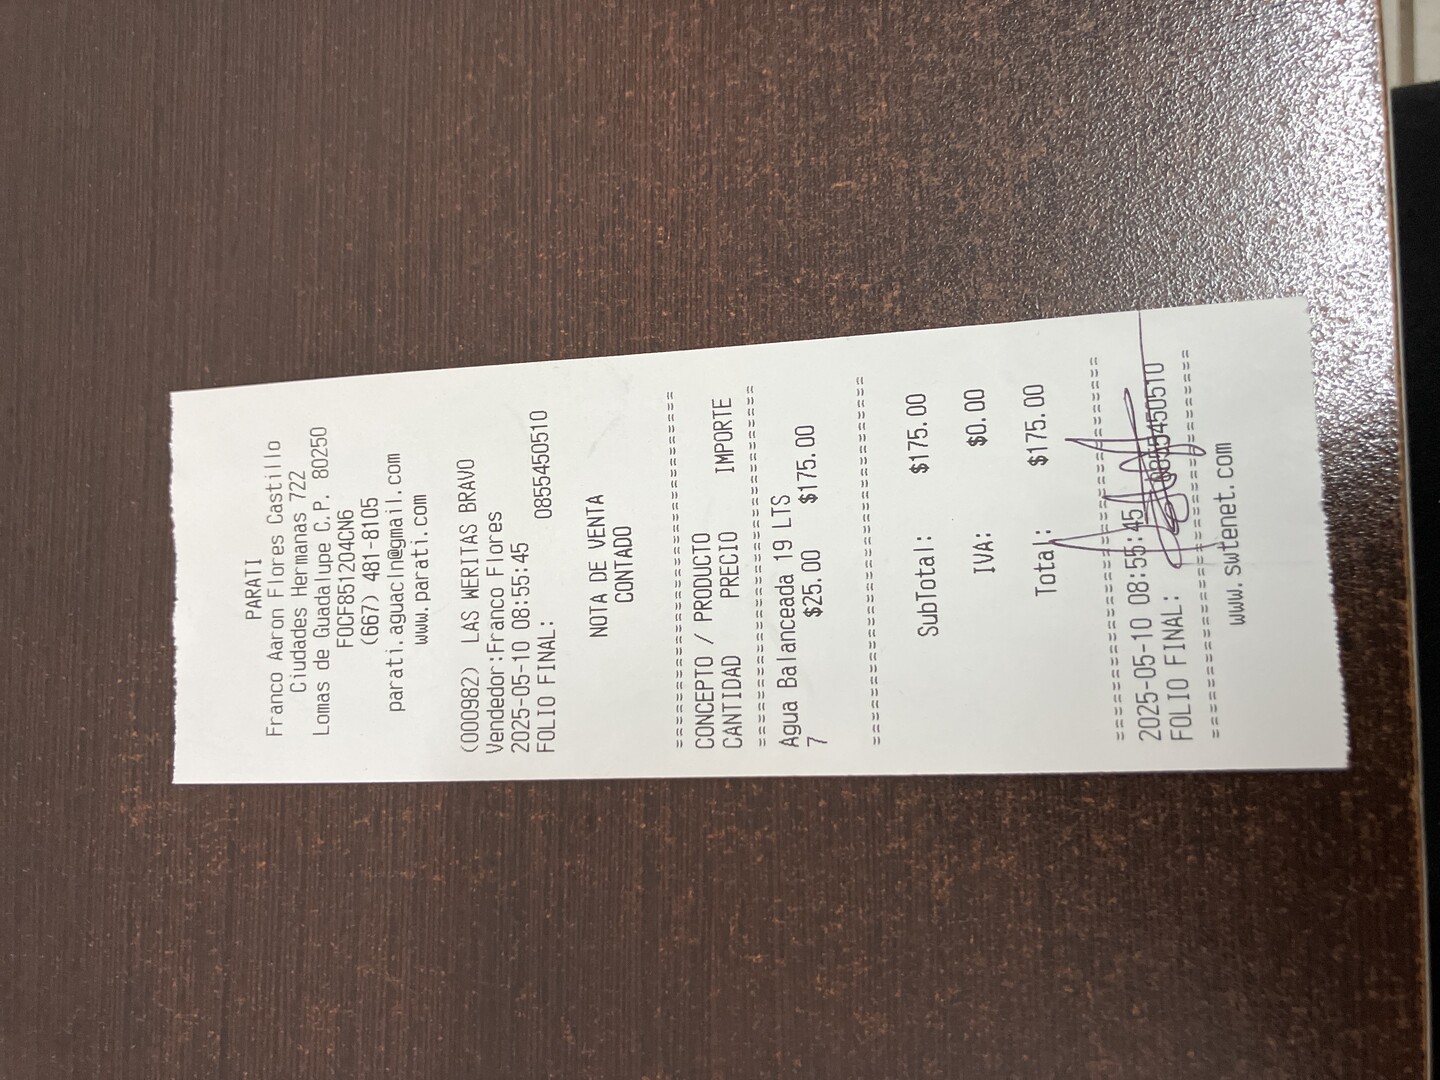 PARATI
Franco Aaron Flores Castillo
Ciudades Hermanas 722
Lomas de Guadalupe C.P. 80250
FOCF851204CN6
(667) 481-8105
parati.aguacln@gmail.com
www.parati.com
(000982) LAS WERITAS BRAVO
Vendedor:Franco Flores
2025-05-10 08:55:45
FOLIO FINAL: 0855450510
NOTA DE VENTA
CONTADO
CONCEPTO / PRODUCTO
CANTIDAD PRECIO IMPORTE
Agua Balanceada 19 LTS
7 $25.00 $175.00
SubTotal: $175.00
IVA: $0.00
Total: $175.00
2025-05-10 08:55:45
FOLIO FINAL: 0855450510
www.swtenet.com